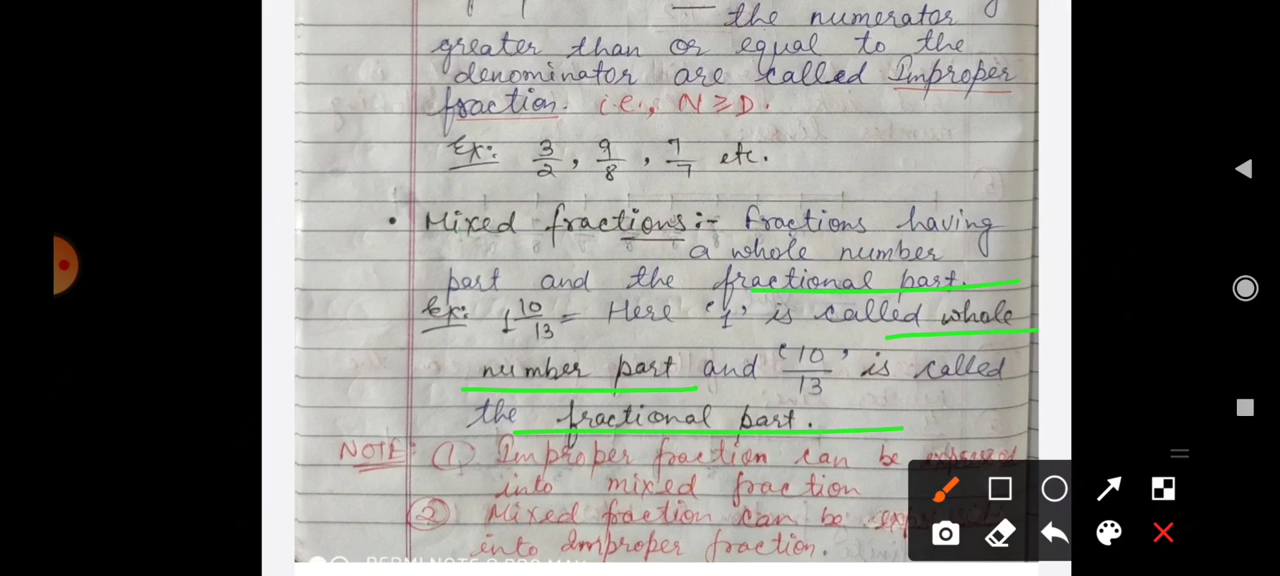 the numerator
greater than or equal to the
denominator are called Improper
fraction. i.e., N ≥ D.
Ex: 3/2, 9/8, 7/7 etc.
• Mixed fractions :- Fractions having
a whole number
part and the fractional part.
Ex: 1 10/13 = Here '1' is called whole
number part and '10/13' is called
the fractional part.
NOTE: (1) Improper fraction can be expressed
into mixed fraction
(2) Mixed fraction can be
into Improper fraction.